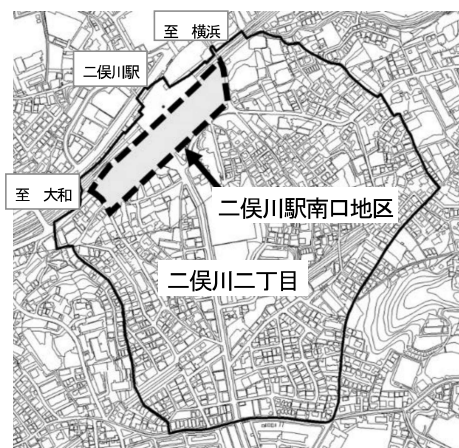 至　横浜
二俣川駅
至　大和
二俣川駅南口地区
二俣川二丁目